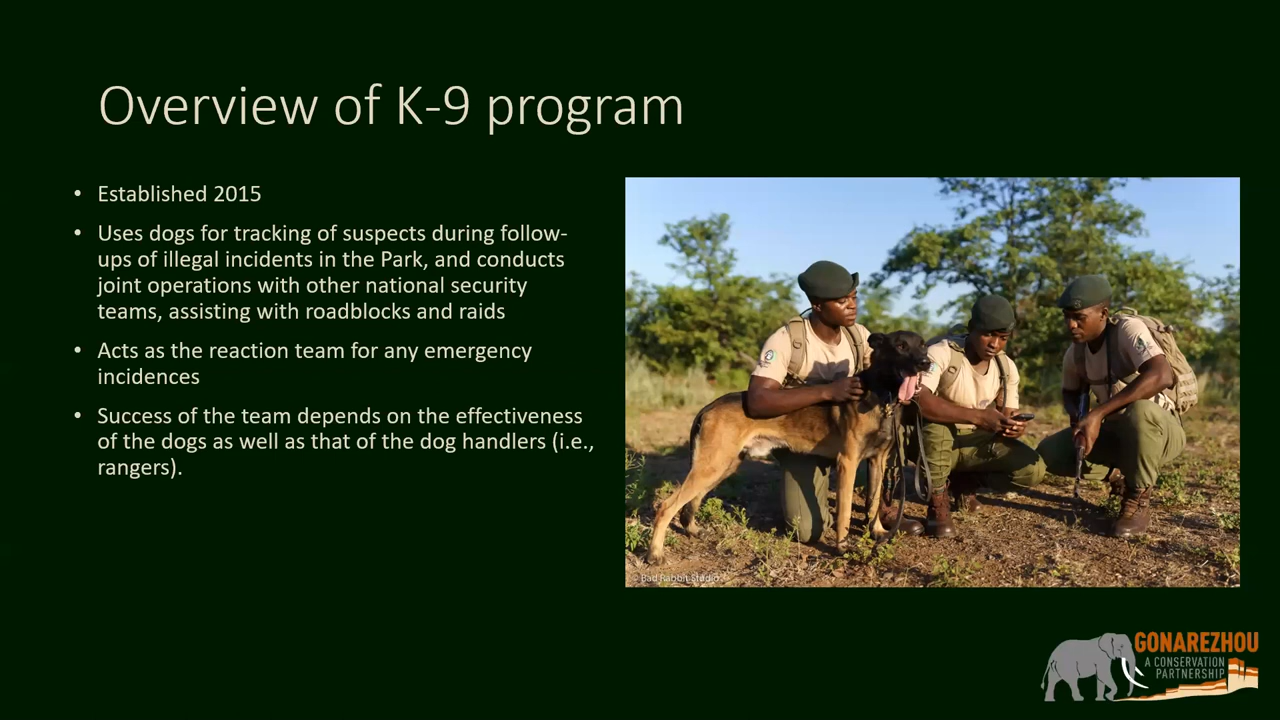 Overview of K-9 program
• Established 2015
• Uses dogs for tracking of suspects during follow-
ups of illegal incidents in the Park, and conducts
joint operations with other national security
teams, assisting with roadblocks and raids
• Acts as the reaction team for any emergency
incidences
• Success of the team depends on the effectiveness
of the dogs as well as that of the dog handlers (i.e.,
rangers).
© Bad Rabbit Studio
GONAREZHOU
A CONSERVATION
PARTNERSHIP